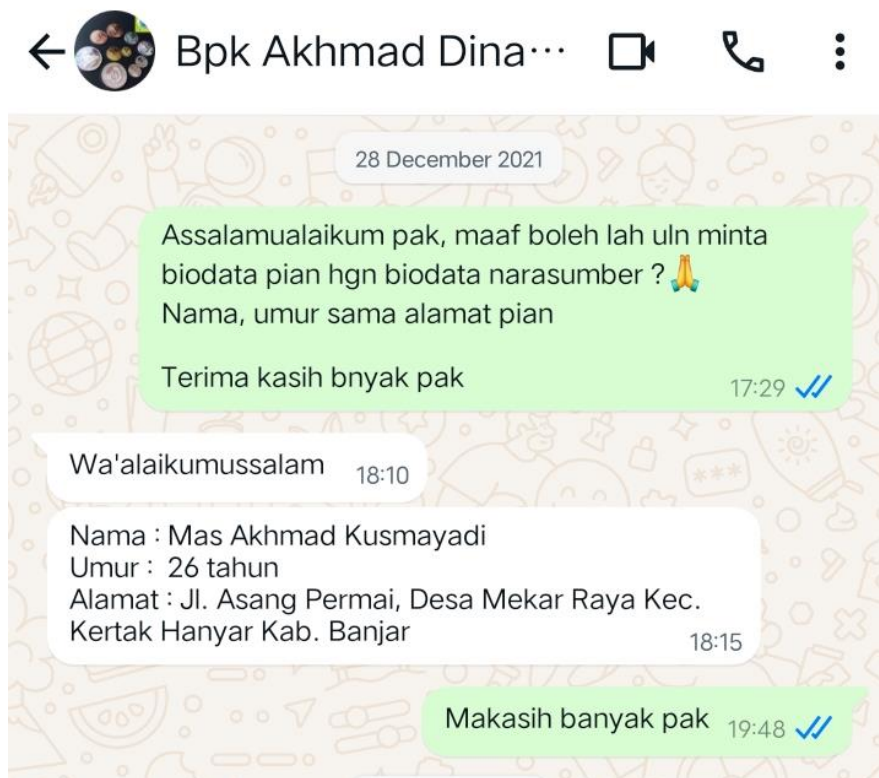 Bpk Akhmad Dina...
28 December 2021
Assalamualaikum pak, maaf boleh lah uln minta
biodata pian hgn biodata narasumber ?🙏
Nama, umur sama alamat pian
Terima kasih bnyak pak
17:29
Wa'alaikumussalam 18:10
Nama : Mas Akhmad Kusmayadi
Umur : 26 tahun
Alamat : Jl. Asang Permai, Desa Mekar Raya Kec.
Kertak Hanyar Kab. Banjar
18:15
Makasih banyak pak 19:48